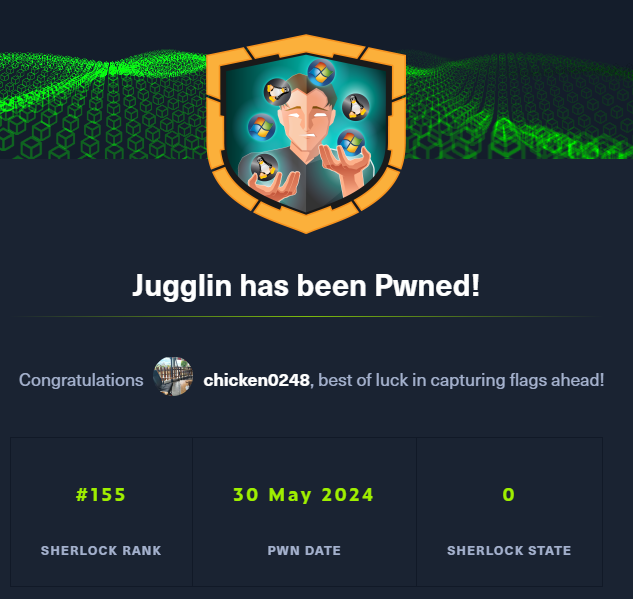 Jugglin has been Pwned!
Congratulations chicken0248, best of luck in capturing flags ahead!
#155 30 May 2024 0
SHERLOCK RANK PWN DATE SHERLOCK STATE